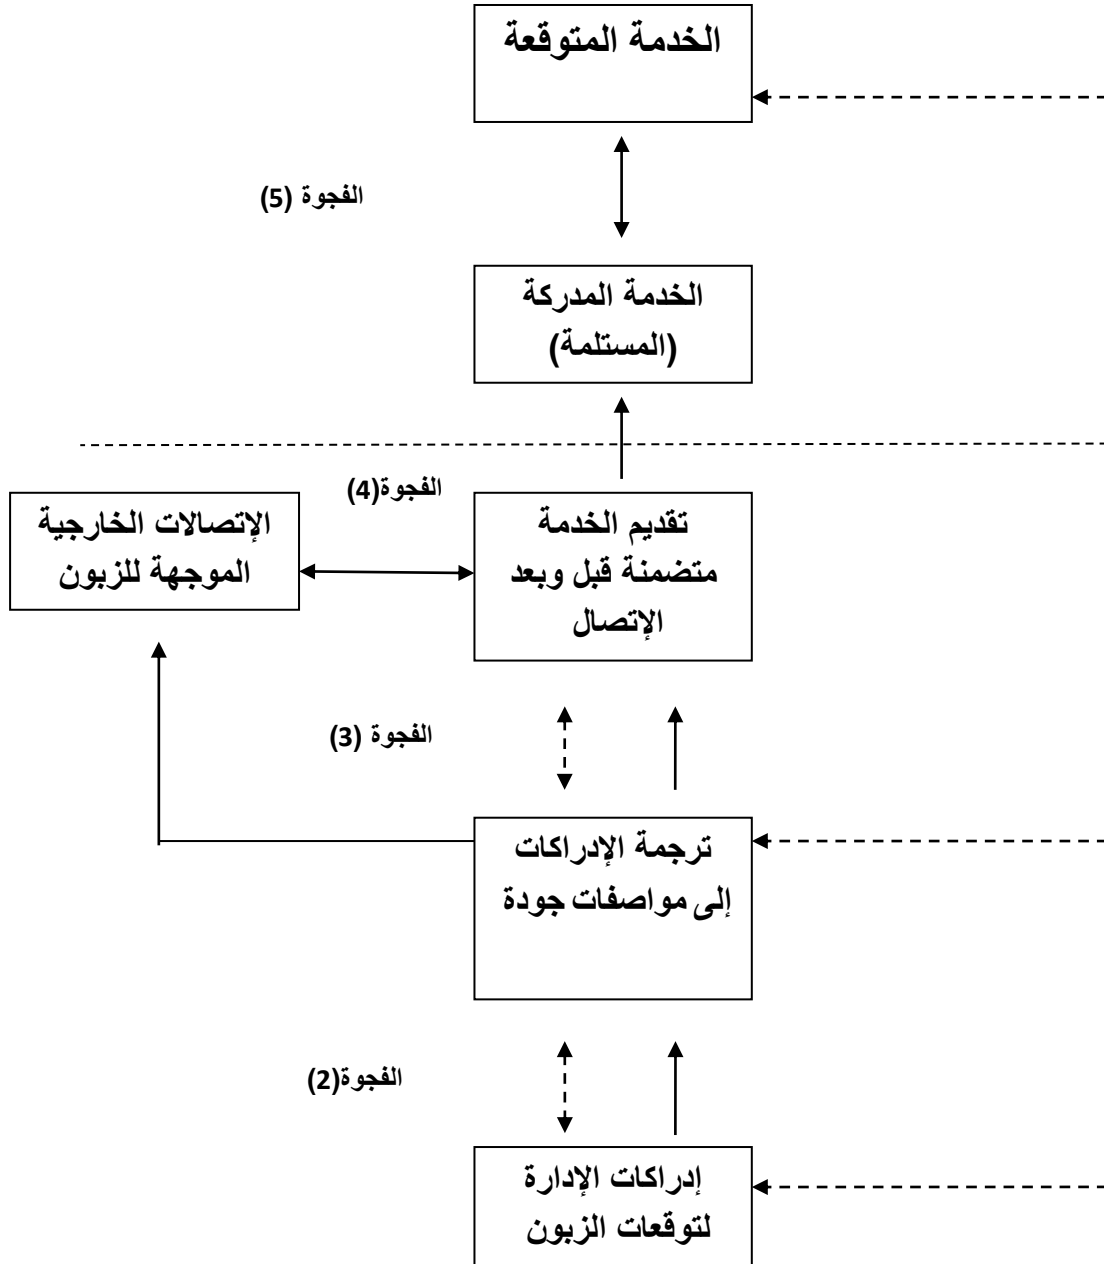 الخدمة المتوقعة
الفجوة (5)
الخدمة المدركة
(المستلمة)
الفجوة(4)
الإتصالات الخارجية
الموجهة للزبون
تقديم الخدمة
متضمنة قبل وبعد
الإتصال
الفجوة (3)
ترجمة الإدراكات
إلى مواصفات جودة
الفجوة(2)
إدراكات الإدارة
لتوقعات الزبون